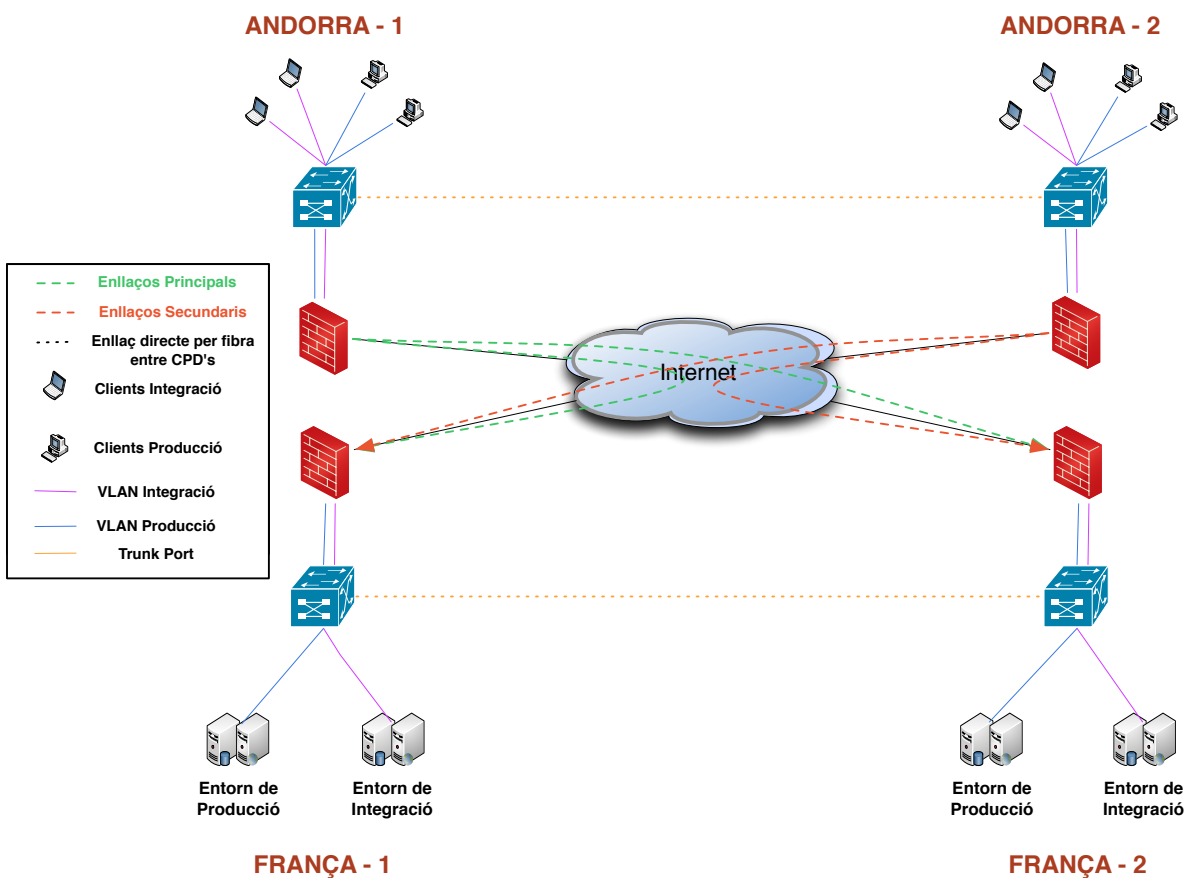 ANDORRA - 1
ANDORRA - 2
Enllaços Principals
Enllaços Secundaris
Enllaç directe per fibra
entre CPD's
Clients Integració
Clients Producció
VLAN Integració
VLAN Producció
Trunk Port
Internet
Entorn de
Producció
Entorn de
Integració
Entorn de
Producció
Entorn de
Integració
FRANÇA - 1
FRANÇA - 2